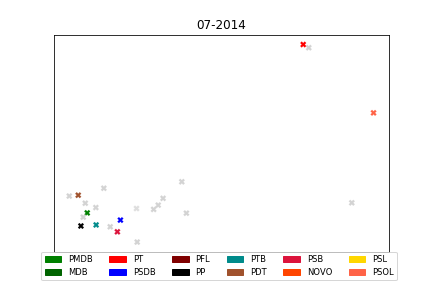 07-2014
PMDB PT PFL PTB PSB PSL
MDB PSDB PP PDT NOVO PSOL